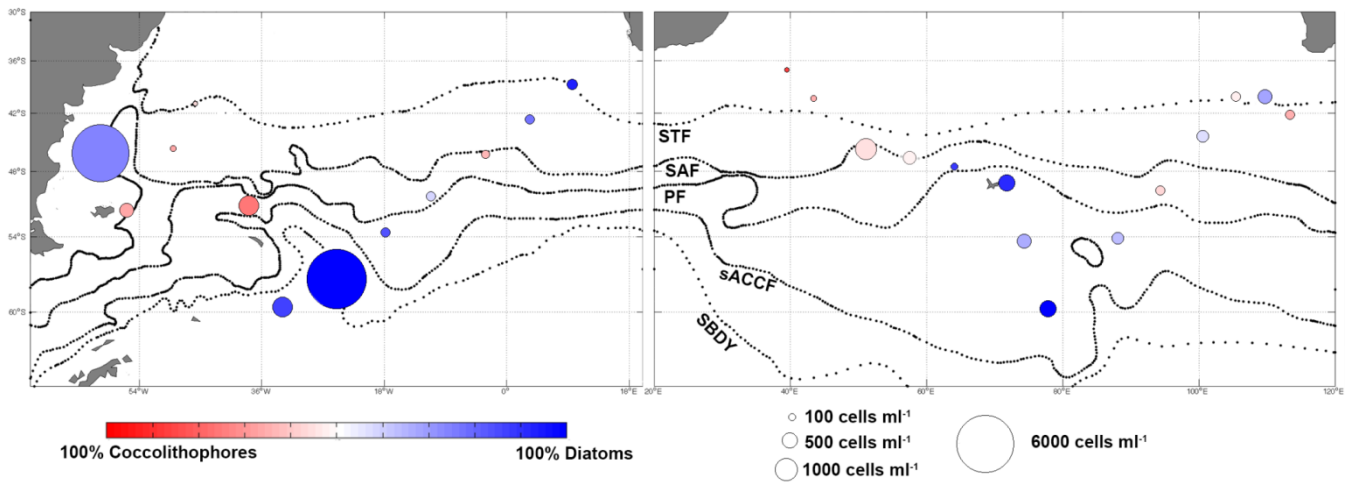 30°S
36°S
42°S
48°S
54°S
60°S
54°W 36°W 18°W 0° 18°E
STF
SAF
PF
sACCF
SBDY
20°E 40°E 60°E 80°E 100°E 120°E
100% Coccolithophores 100% Diatoms
100 cells ml⁻¹
500 cells ml⁻¹
1000 cells ml⁻¹
6000 cells ml⁻¹